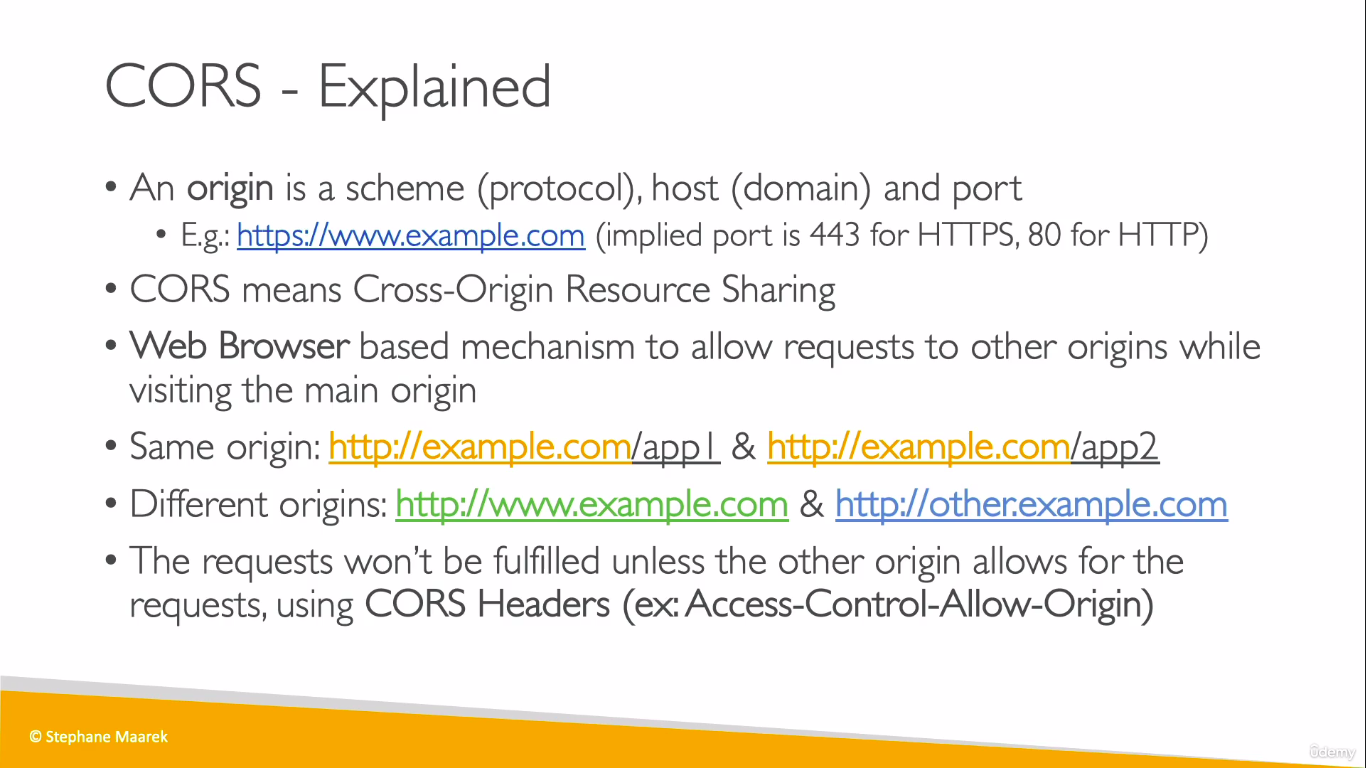 CORS - Explained
• An origin is a scheme (protocol), host (domain) and port
• E.g.: https://www.example.com (implied port is 443 for HTTPS, 80 for HTTP)
• CORS means Cross-Origin Resource Sharing
• Web Browser based mechanism to allow requests to other origins while
visiting the main origin
• Same origin: http://example.com/app1 & http://example.com/app2
• Different origins: http://www.example.com & http://other.example.com
• The requests won’t be fulfilled unless the other origin allows for the
requests, using CORS Headers (ex: Access-Control-Allow-Origin)
© Stephane Maarek
ûdemy